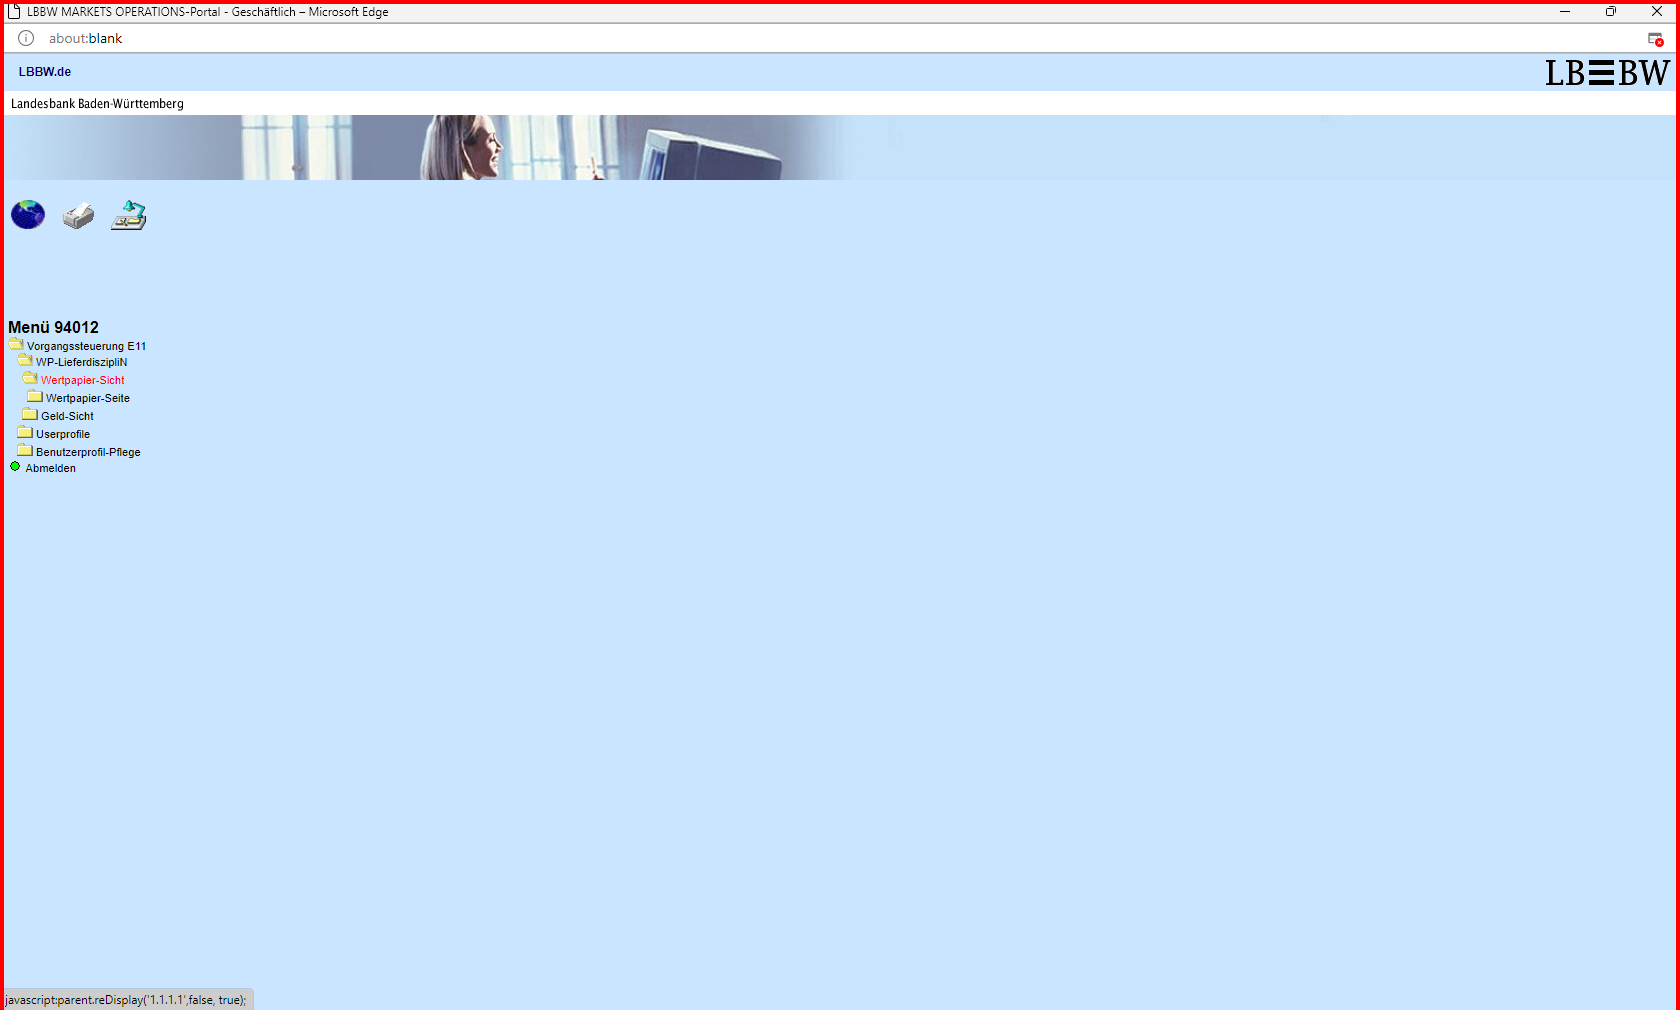 LBBW MARKETS OPERATIONS-Portal - Geschäftlich – Microsoft Edge
about:blank
LBBW.de
LB≡BW
Landesbank Baden-Württemberg
Menü 94012
Vorgangssteuerung E11
WP-LieferdiszipliN
Wertpapier-Sicht
Wertpapier-Seite
Geld-Sicht
Userprofile
Benutzerprofil-Pflege
Abmelden
javascript:parent.reDisplay('1.1.1.1',false, true);